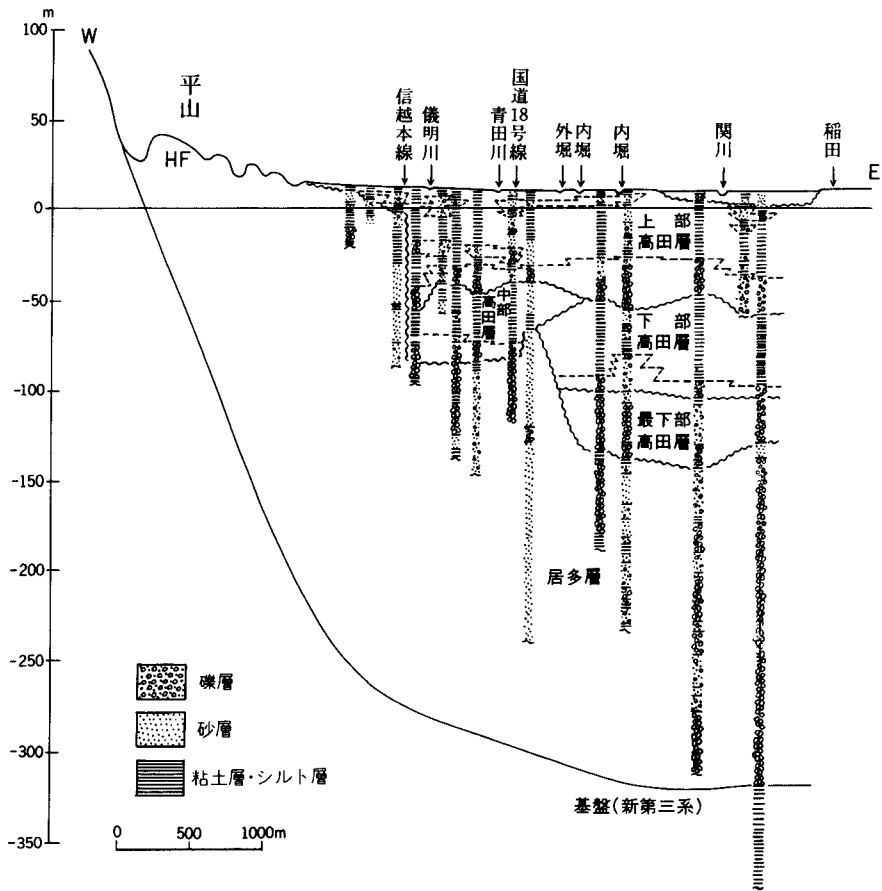 m
100
50
0
-50
-100
-150
-200
-250
-300
-350
W
平山
HF
信越本線
儀明川
青田川
国道18号線
外堀
内堀
内堀
関川
稲田
E
上部
高田層
中部
高田層
下部
高田層
最下部
高田層
居多層
基盤(新第三系)
礫層
砂層
粘土層・シルト層
0 500 1000m